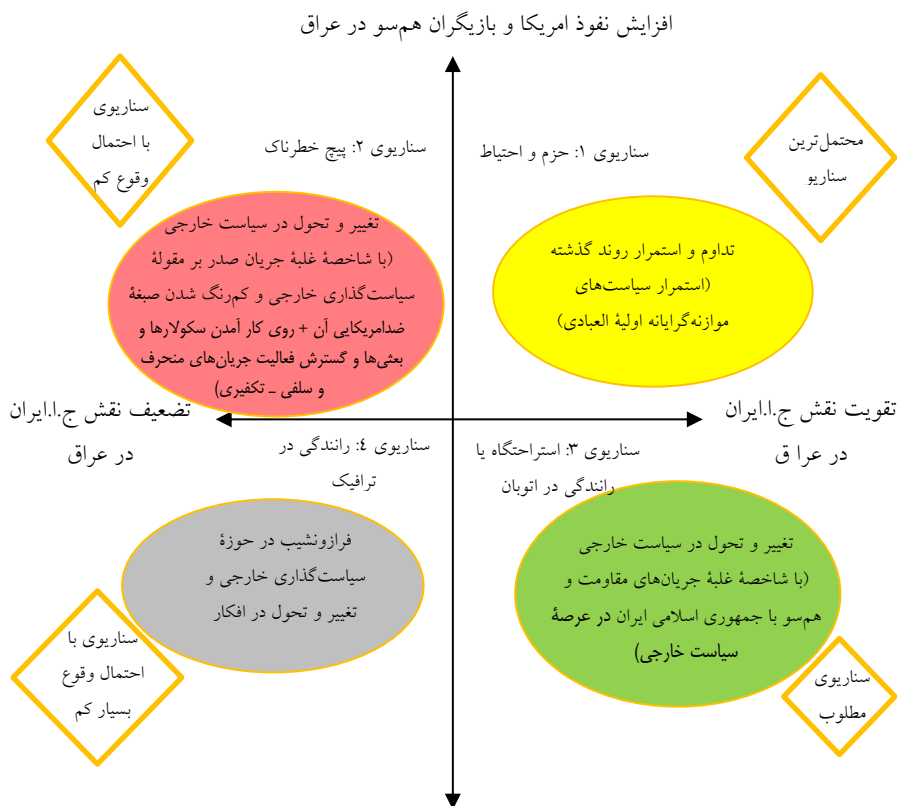 افزایش نفوذ امریکا و بازیگران هم‌سو در عراق
محتمل‌ترین
سناریو
سناریوی ۱: حزم و احتیاط
تداوم و استمرار روند گذشته
(استمرار سیاست‌های
موازنه‌گرایانه اولیهٔ العبادی)
سناریوی
با احتمال
وقوع کم
سناریوی ۲: پیچ خطرناک
تغییر و تحول در سیاست خارجی
(با شاخصهٔ غلبهٔ جریان صدر بر مقولهٔ
سیاست‌گذاری خارجی و کم‌رنگ شدن صبغهٔ
ضدامریکایی آن + روی کار آمدن سکولارها و
بعثی‌ها و گسترش فعالیت جریان‌های منحرف
و سلفی ـ تکفیری)
تقویت نقش ج.ا.ایران
در عرا ق
تضعیف نقش ج.ا.ایران
در عراق
سناریوی ۳: استراحتگاه یا
رانندگی در اتوبان
تغییر و تحول در سیاست خارجی
(با شاخصهٔ غلبهٔ جریان‌های مقاومت و
هم‌سو با جمهوری اسلامی ایران در عرصهٔ
سیاست خارجی)
سناریوی
مطلوب
سناریوی ٤: رانندگی در
ترافیک
فرازونشیب در حوزهٔ
سیاست‌گذاری خارجی و
تغییر و تحول در افکار
سناریوی با
احتمال وقوع
بسیار کم